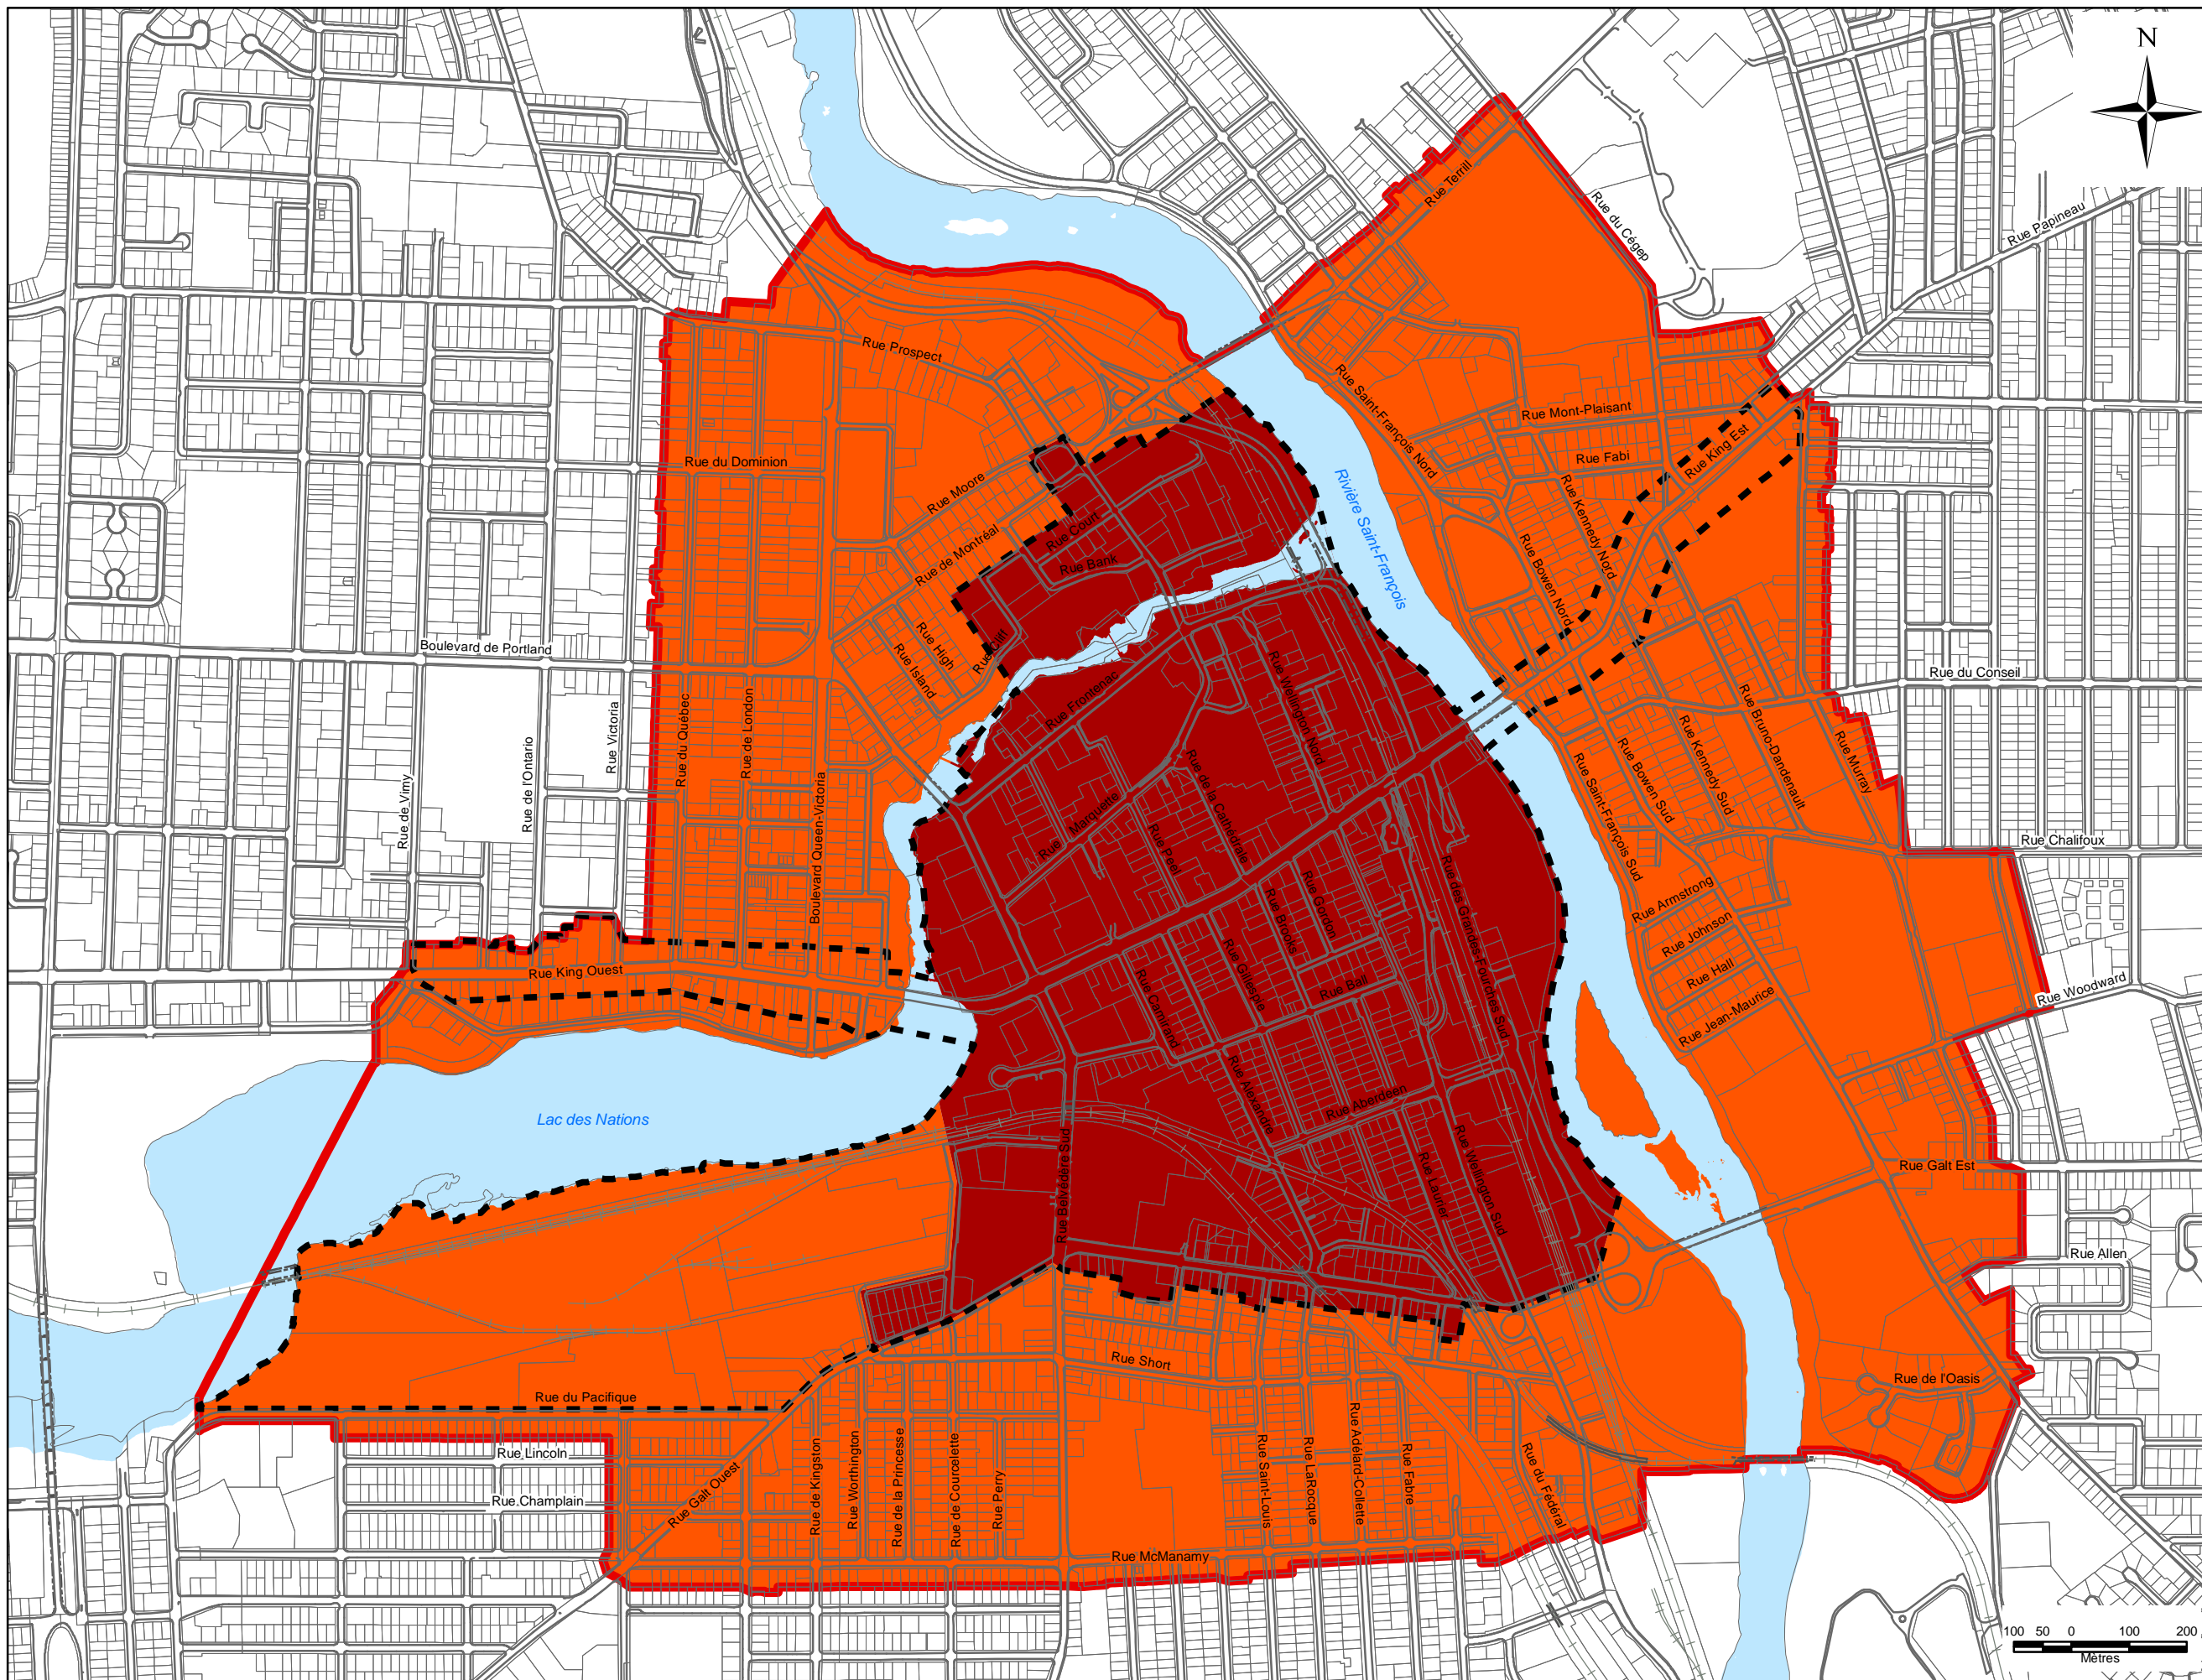 N
Rue Papineau
Rue Terrill
Rue du Cégep
Rue Prospect
Rue Saint-François Nord
Rue Mont-Plaisant
Rue King Est
Rue Fabi
Rue du Dominion
Rue Moore
Rue Kennedy Nord
Rivière Saint-François
Rue de Montréal
Rue Court
Rue Bank
Rue Bowen Nord
Boulevard de Portland
Rue High
Rue Island
Rue Cliff
Rue Frontenac
Rue Wellington Nord
Rue du Conseil
Rue Victoria
Rue du Québec
Rue de London
Rue Bruno-Dandenault
Rue Kennedy Sud
Rue Murray
Rue Bowen Sud
Rue Saint-François Sud
Rue de Vimy
Rue de l'Ontario
Boulevard Queen-Victoria
Rue Marquette
Rue de la Cathédrale
Rue Peel
Rue Chalifoux
Rue des Grandes-Fourches Sud
Rue Gordon
Rue Brooks
Rue Armstrong
Rue Johnson
Rue Hall
Rue Jean-Maurice
Rue Woodward
Rue King Ouest
Rue Gillespie
Rue Camirand
Rue Ball
Lac des Nations
Rue Alexandre
Rue Aberdeen
Rue Belvédère Sud
Rue Laurier
Rue Wellington Sud
Rue Galt Est
Rue Allen
Rue Short
Rue de l'Oasis
Rue du Pacifique
Rue Lincoln
Rue Champlain
Rue Galt Ouest
Rue de Kingston
Rue Worthington
Rue de la Princesse
Rue de Courcelette
Rue Perry
Rue Saint-Louis
Rue LaRocque
Rue Adélard-Collette
Rue Fabre
Rue du Fédéral
Rue McManamy
100 50 0 100 200
Mètres